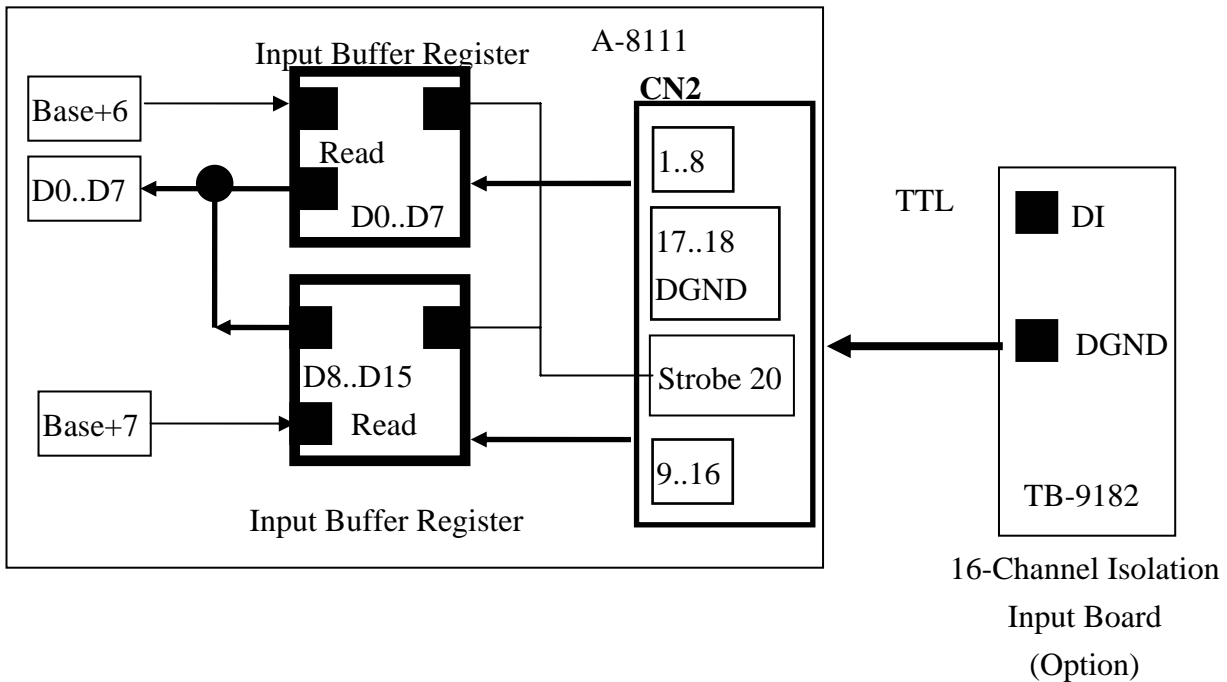 A-8111
Input Buffer Register
CN2
Base+6
1..8
Read
D0..D7
D0..D7
TTL
DI
17..18
DGND
DGND
D8..D15
Strobe 20
Base+7
Read
9..16
TB-9182
Input Buffer Register
16-Channel Isolation
Input Board
(Option)